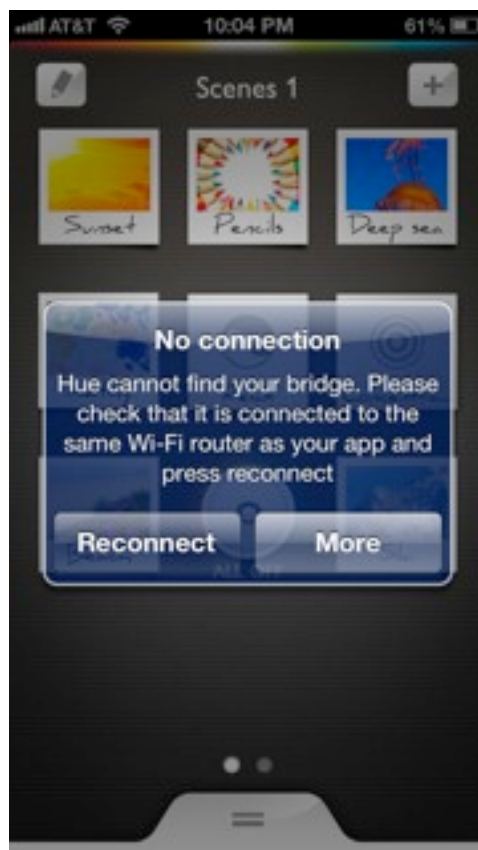 AT&T 10:04 PM 61%
Scenes 1
Sunset Pencils Deep sea
No connection
Hue cannot find your bridge. Please
check that it is connected to the
same Wi-Fi router as your app and
press reconnect
Reconnect More
ALL OFF